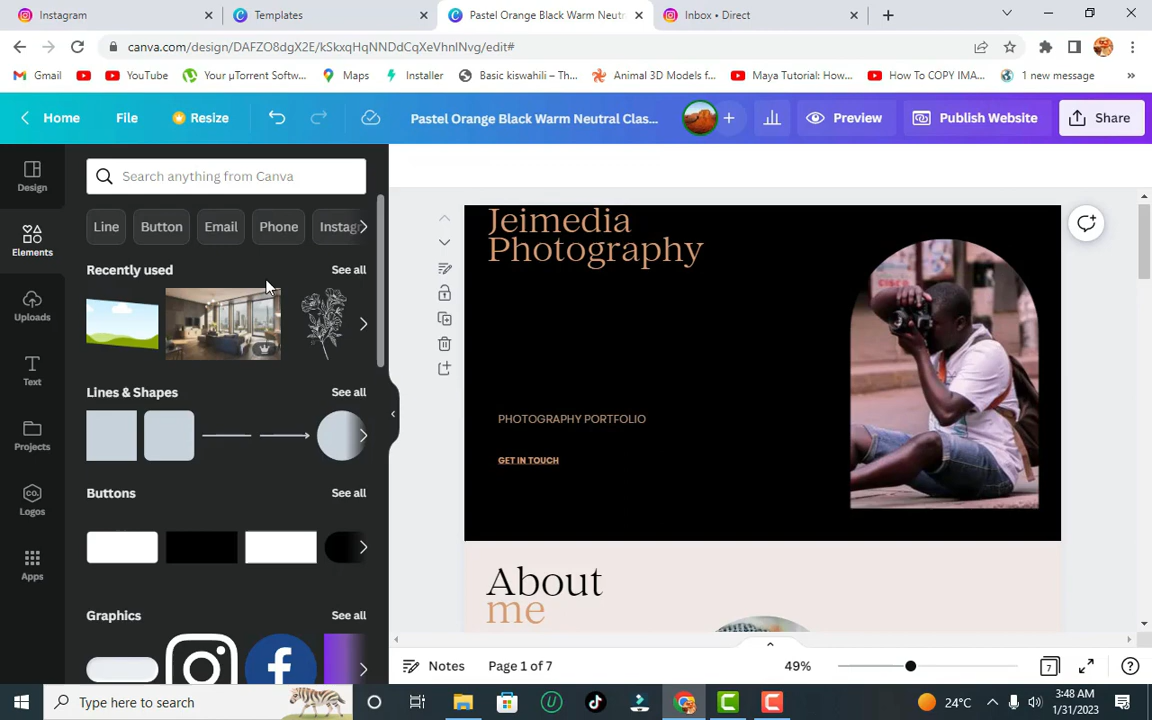 Instagram
Templates
Pastel Orange Black Warm Neutr
Inbox • Direct
canva.com/design/DAFZO8dgX2E/kSkxqHqNNDdCqXeVhnlNvg/edit#
Gmail
YouTube
Your µTorrent Softw...
Maps
Installer
Basic kiswahili – Th...
Animal 3D Models f...
Maya Tutorial: How...
How To COPY IMA...
1 new message
Home
File
Resize
Pastel Orange Black Warm Neutral Clas...
Preview
Publish Website
Share
Design
Elements
Uploads
Text
Projects
CO.
Logos
Apps
Search anything from Canva
Line
Button
Email
Phone
Instagr
Recently used
See all
Lines & Shapes
See all
Buttons
See all
Graphics
See all
Jeimedia
Photography
PHOTOGRAPHY PORTFOLIO
GET IN TOUCH
About
me
Notes
Page 1 of 7
49%
7
Type here to search
24°C
3:48 AM
1/31/2023